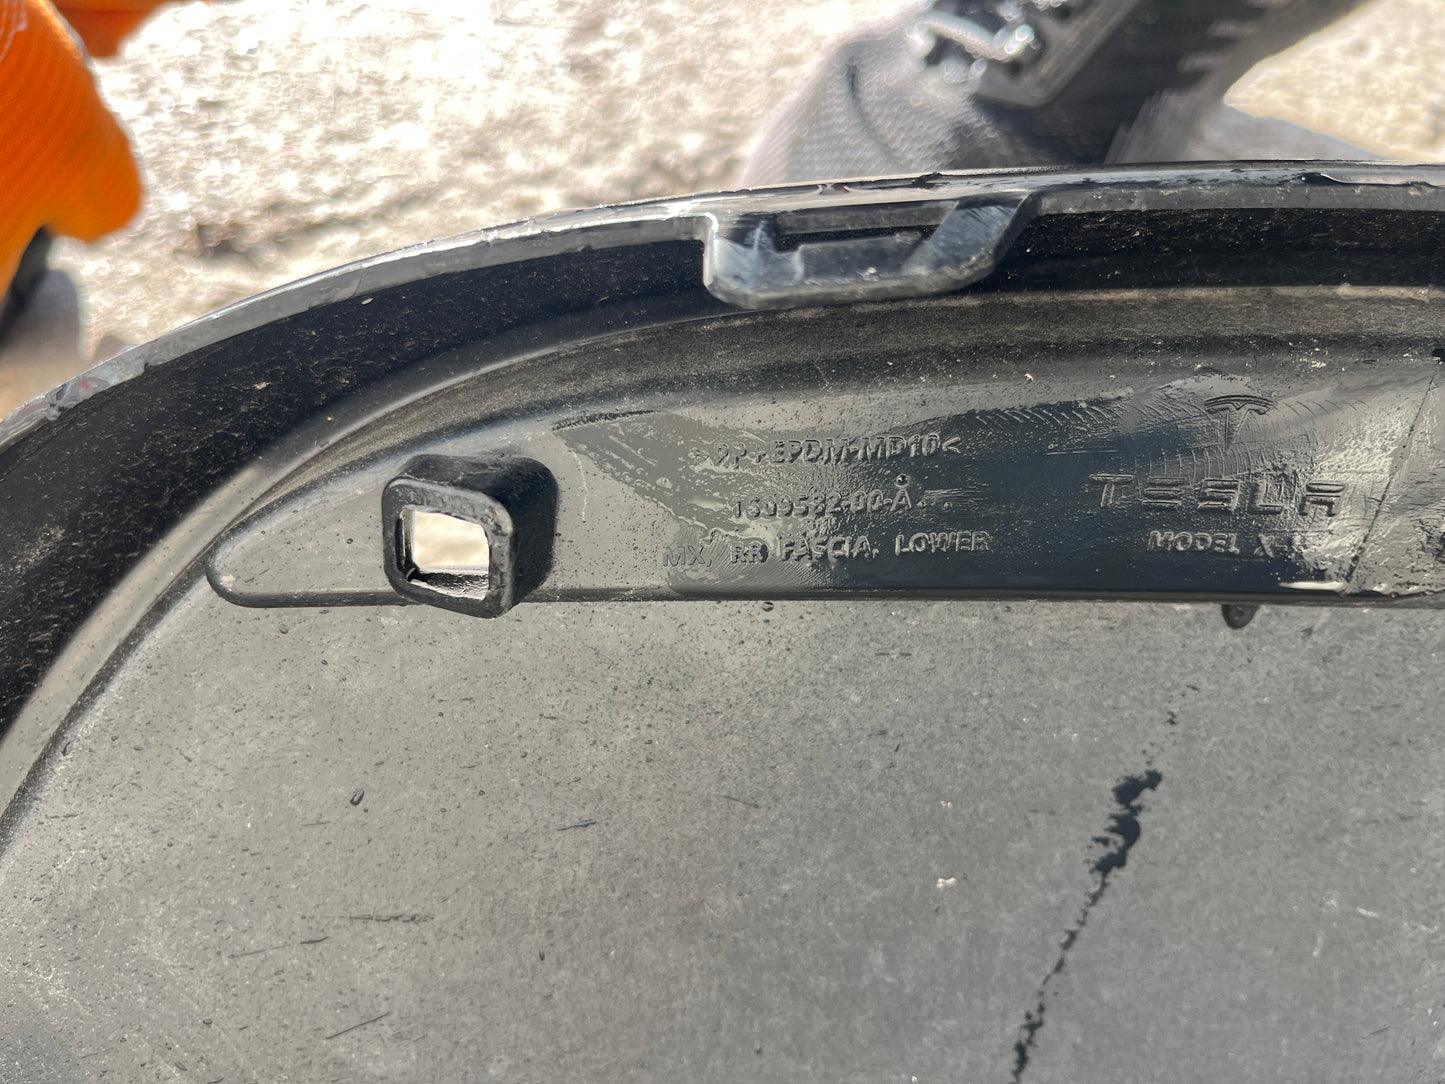 >PP+EPDM-MD10<
1609582-00-A
MX, RR FASCIA, LOWER
TESLA
MODEL X